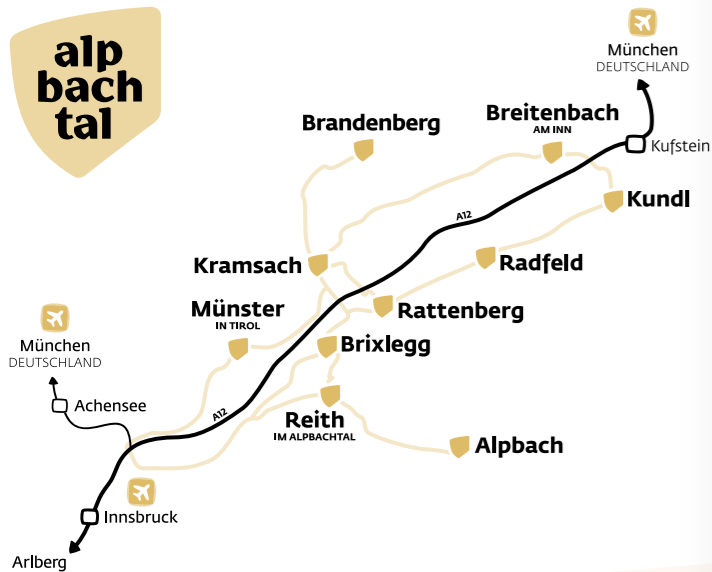 alp
bach
tal
München
DEUTSCHLAND
Kufstein
Breitenbach
AM INN
Brandenberg
Kundl
A12
Kramsach
Radfeld
Münster
IN TIROL
Rattenberg
Brixlegg
München
DEUTSCHLAND
Achensee
A12
Reith
IM ALPBACHTAL
Alpbach
Innsbruck
Arlberg